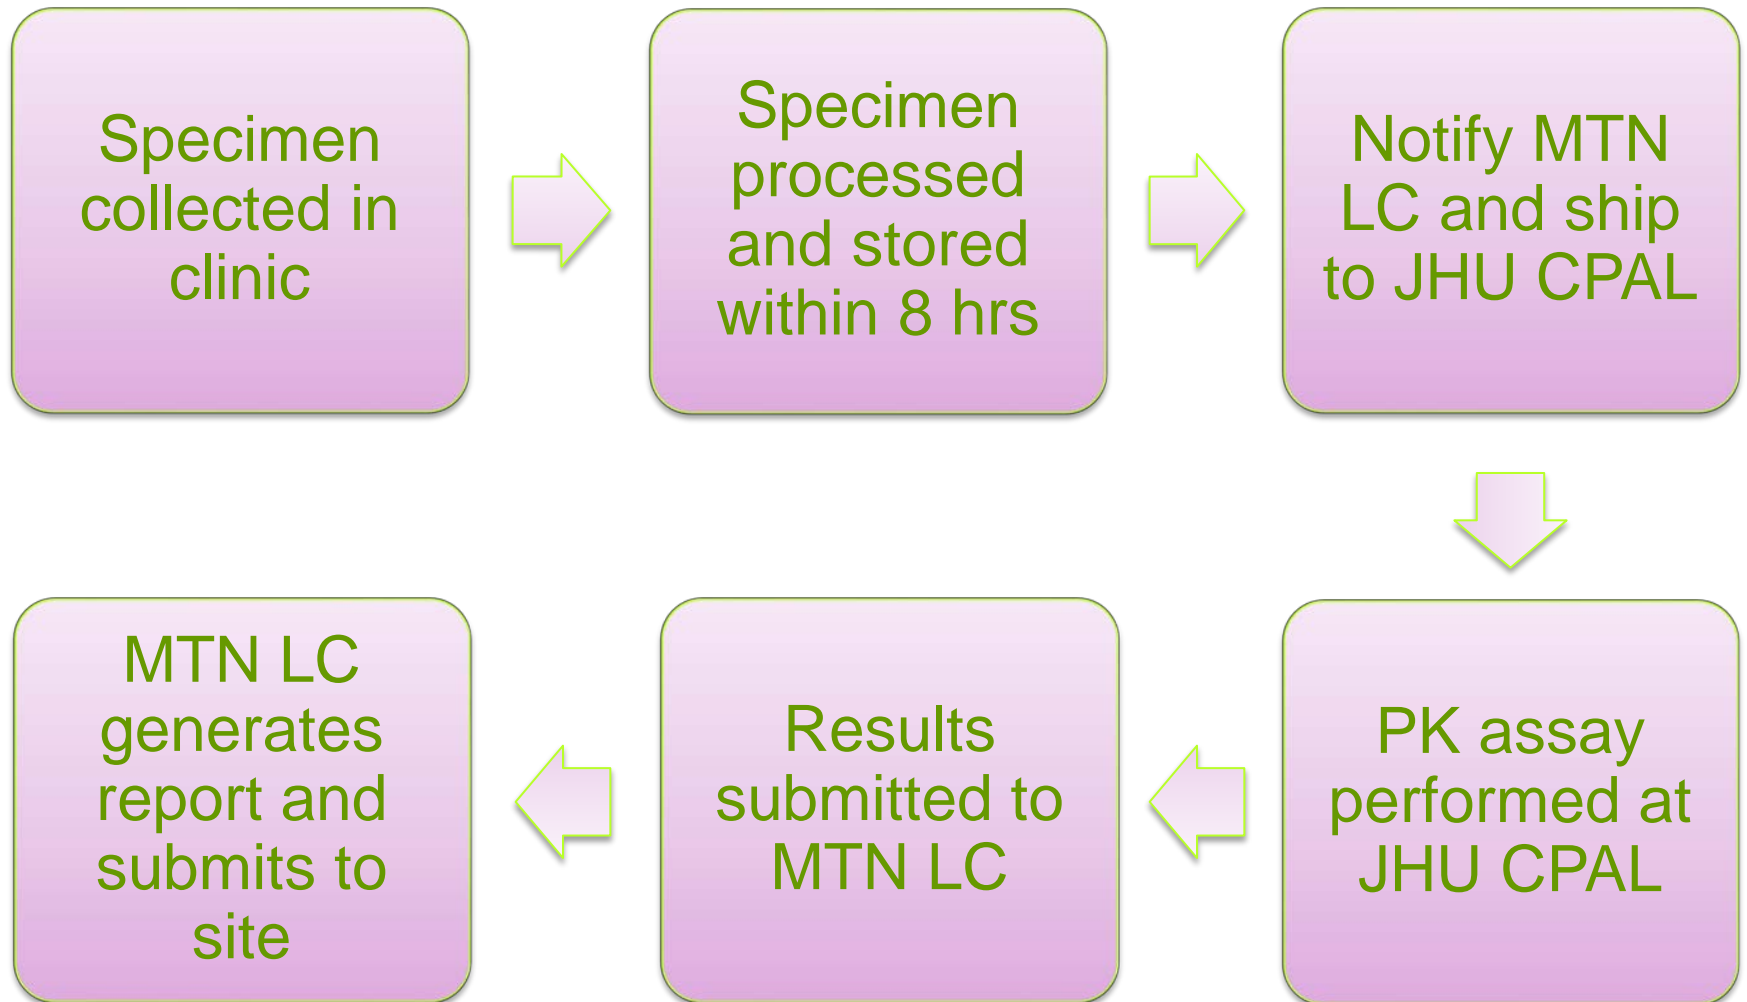 Specimen
collected in
clinic
Specimen
processed
and stored
within 8 hrs
Notify MTN
LC and ship
to JHU CPAL
PK assay
performed at
JHU CPAL
Results
submitted to
MTN LC
MTN LC
generates
report and
submits to
site